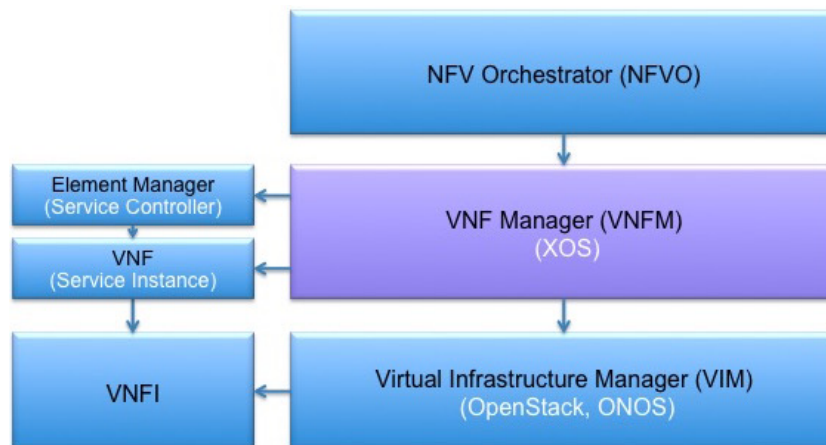 NFV Orchestrator (NFVO)
Element Manager
(Service Controller)
VNF Manager (VNFM)
(XOS)
VNF
(Service Instance)
VNFI
Virtual Infrastructure Manager (VIM)
(OpenStack, ONOS)